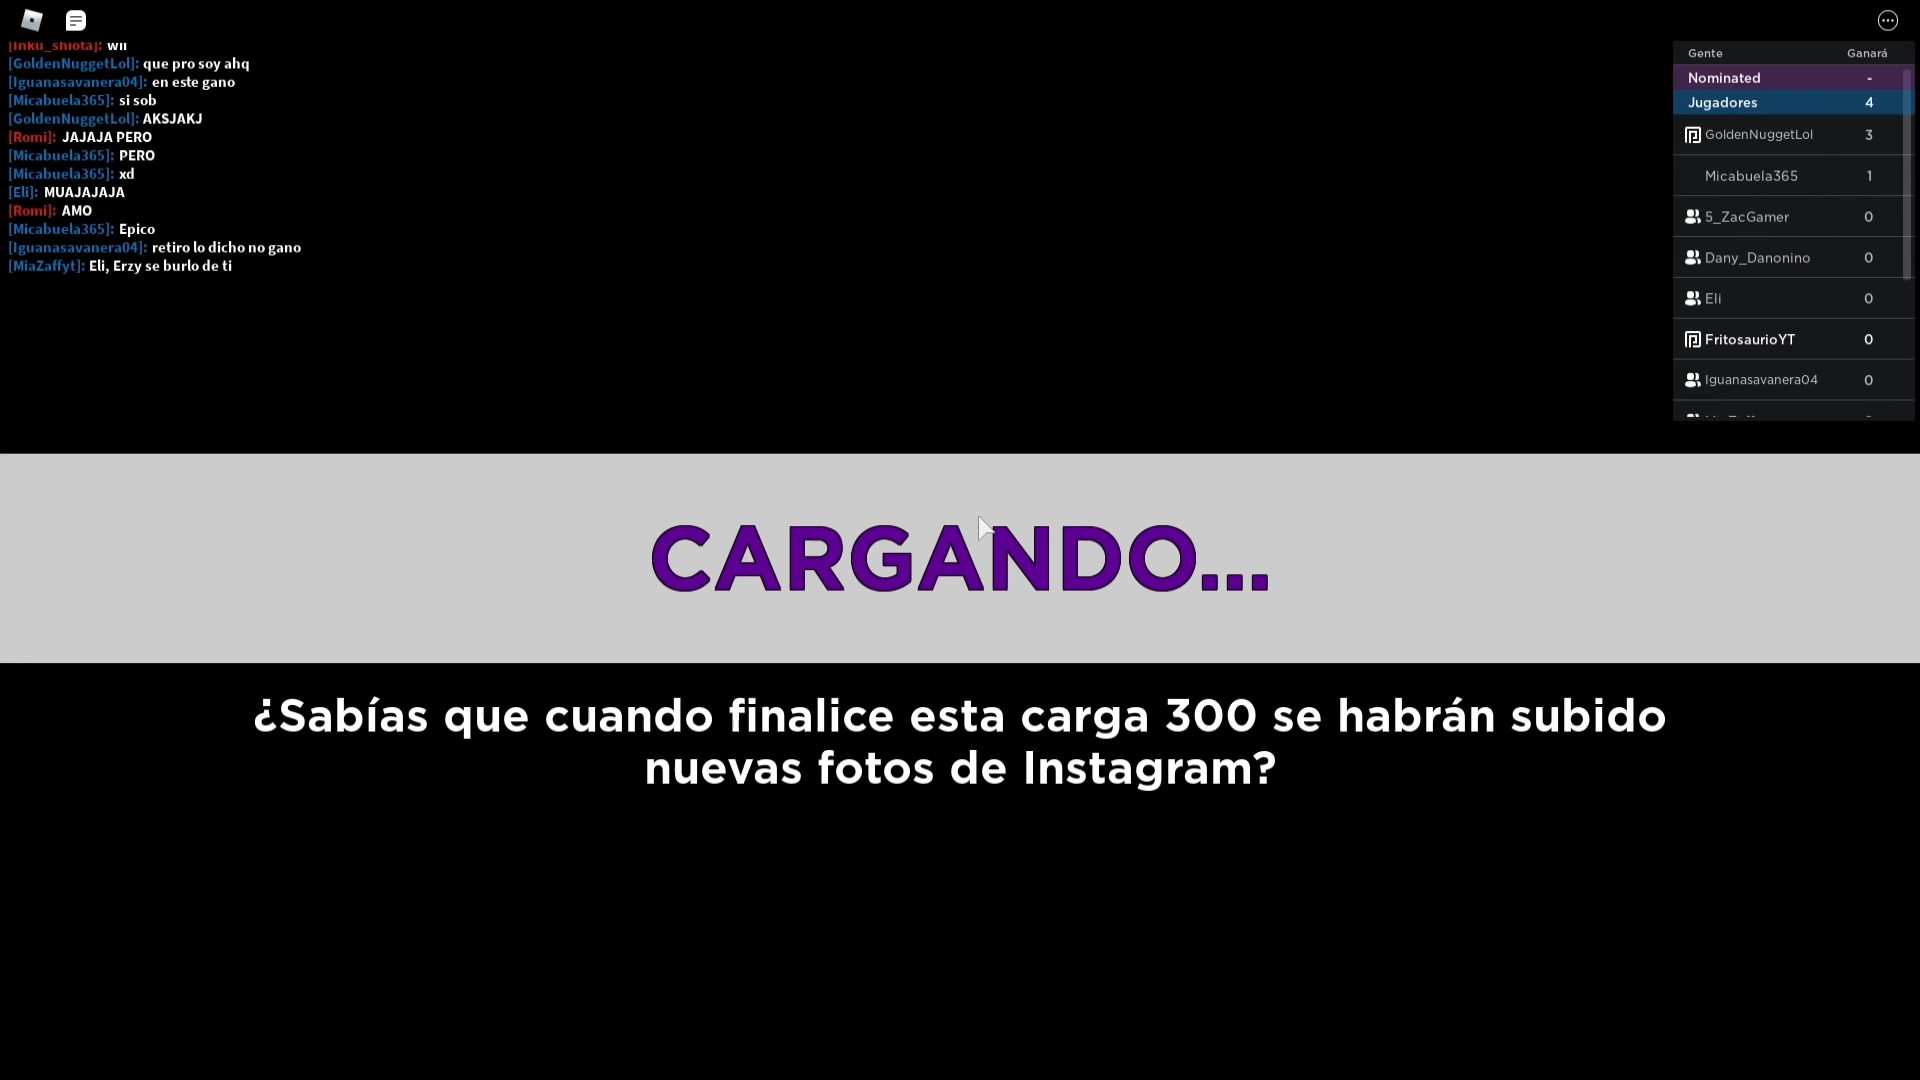 [Inku_shiota]: wii
[GoldenNuggetLol]: que pro soy ahq
[Iguanasavanera04]: en este gano
[Micabuela365]: si sob
[GoldenNuggetLol]: AKSJAKJ
[Romi]: JAJAJA PERO
[Micabuela365]: PERO
[Micabuela365]: xd
[Eli]: MUAJAJAJA
[Romi]: AMO
[Micabuela365]: Epico
[Iguanasavanera04]: retiro lo dicho no gano
[MiaZaffyt]: Eli, Erzy se burlo de ti
Gente Ganará
Nominated -
Jugadores 4
GoldenNuggetLol 3
Micabuela365 1
5_ZacGamer 0
Dany_Danonino 0
Eli 0
FritosaurioYT 0
Iguanasavanera04 0
CARGANDO...
¿Sabías que cuando finalice esta carga 300 se habrán subido
nuevas fotos de Instagram?